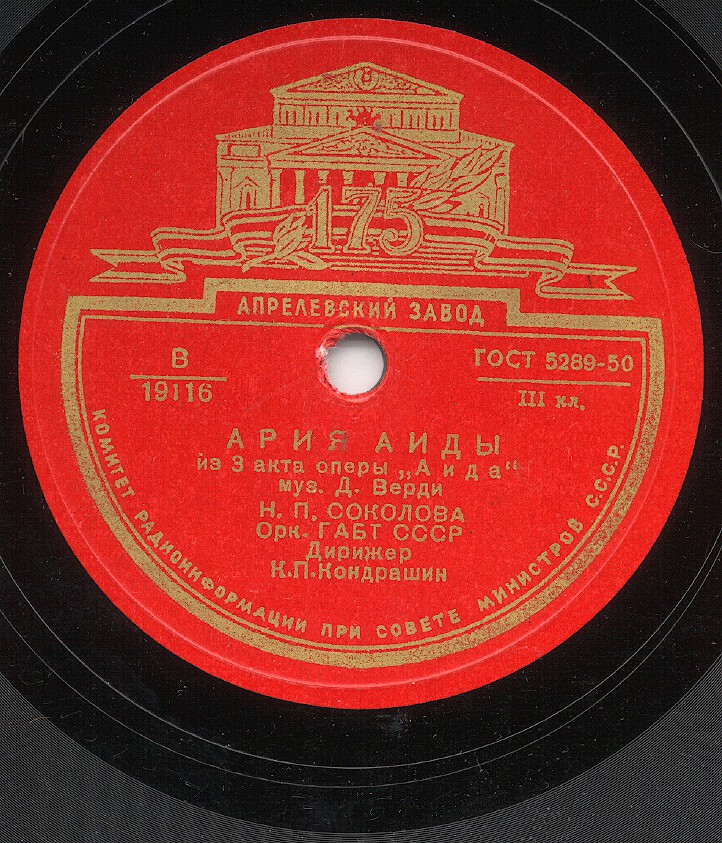 175
АПРЕЛЕВСКИЙ ЗАВОД
В
19116
ГОСТ 5289-50
III кл.
АРИЯ АИДЫ
из 3 акта оперы „Аида“
муз. Д. Верди
Н. П. СОКОЛОВА
Орк. ГАБТ СССР
Дирижер
К.П.Кондрашин
КОМИТЕТ РАДИОИНФОРМАЦИИ ПРИ СОВЕТЕ МИНИСТРОВ С.С.С.Р.